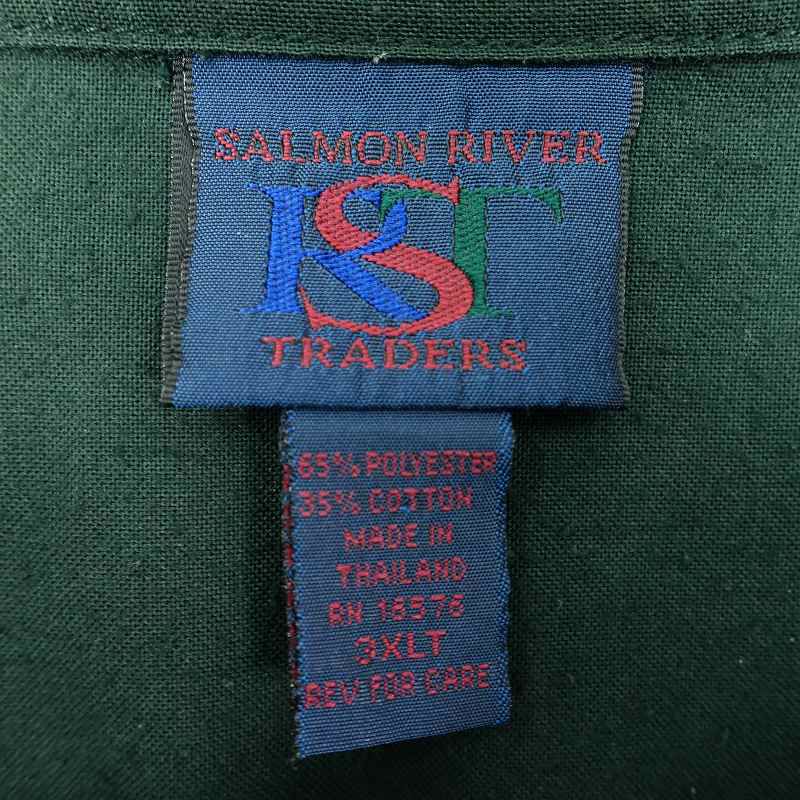 SALMON RIVER
RST
TRADERS
65% POLYESTER
35% COTTON
MADE IN
THAILAND
RN 16576
3XLT
REV FOR CARE